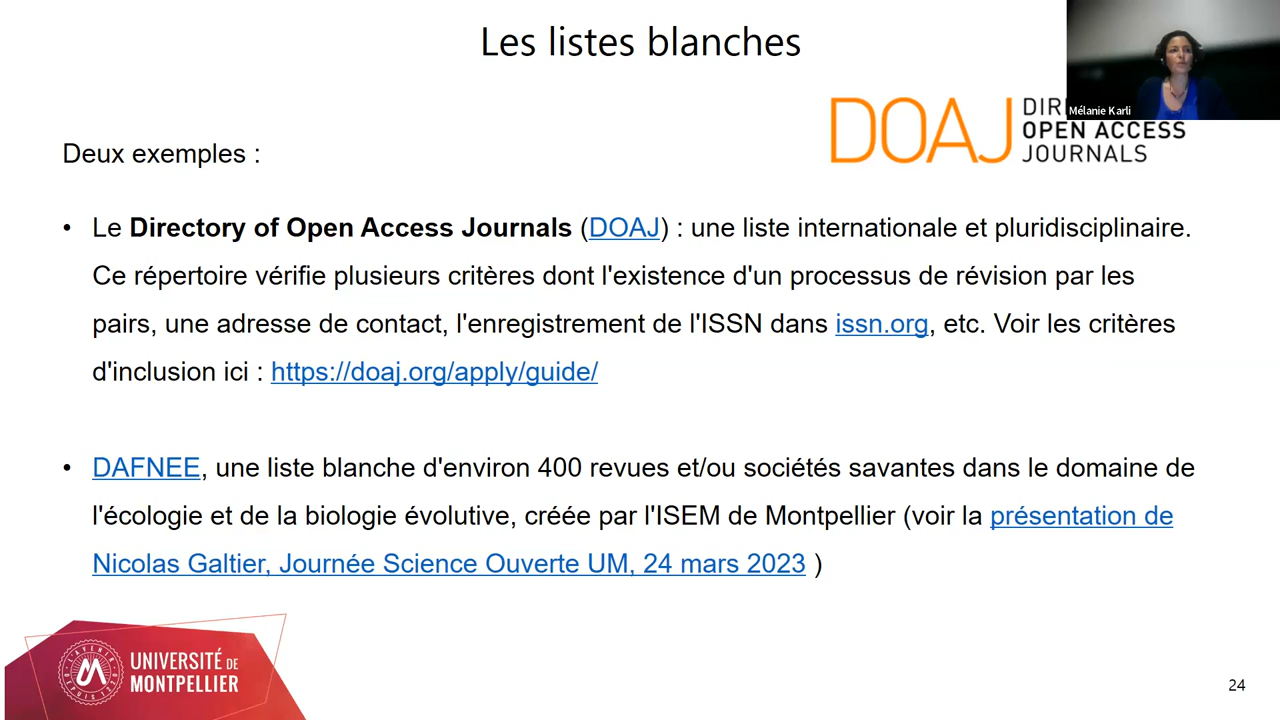 Les listes blanches
Mélanie Karli
DOAJ
OPEN ACCESS
JOURNALS
Deux exemples :
• Le Directory of Open Access Journals (DOAJ) : une liste internationale et pluridisciplinaire.
Ce répertoire vérifie plusieurs critères dont l'existence d'un processus de révision par les
pairs, une adresse de contact, l'enregistrement de l'ISSN dans issn.org, etc. Voir les critères
d'inclusion ici : https://doaj.org/apply/guide/
• DAFNEE, une liste blanche d'environ 400 revues et/ou sociétés savantes dans le domaine de
l'écologie et de la biologie évolutive, créée par l'ISEM de Montpellier (voir la présentation de
Nicolas Galtier, Journée Science Ouverte UM, 24 mars 2023 )
UNIVERSITÉ DE
MONTPELLIER
24